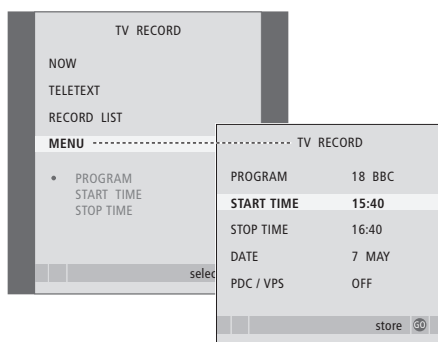 TV RECORD
NOW
TELETEXT
RECORD LIST
MENU
• PROGRAM
START TIME
STOP TIME
selec
TV RECORD
PROGRAM 18 BBC
START TIME 15:40
STOP TIME 16:40
DATE 7 MAY
PDC / VPS OFF
store GO